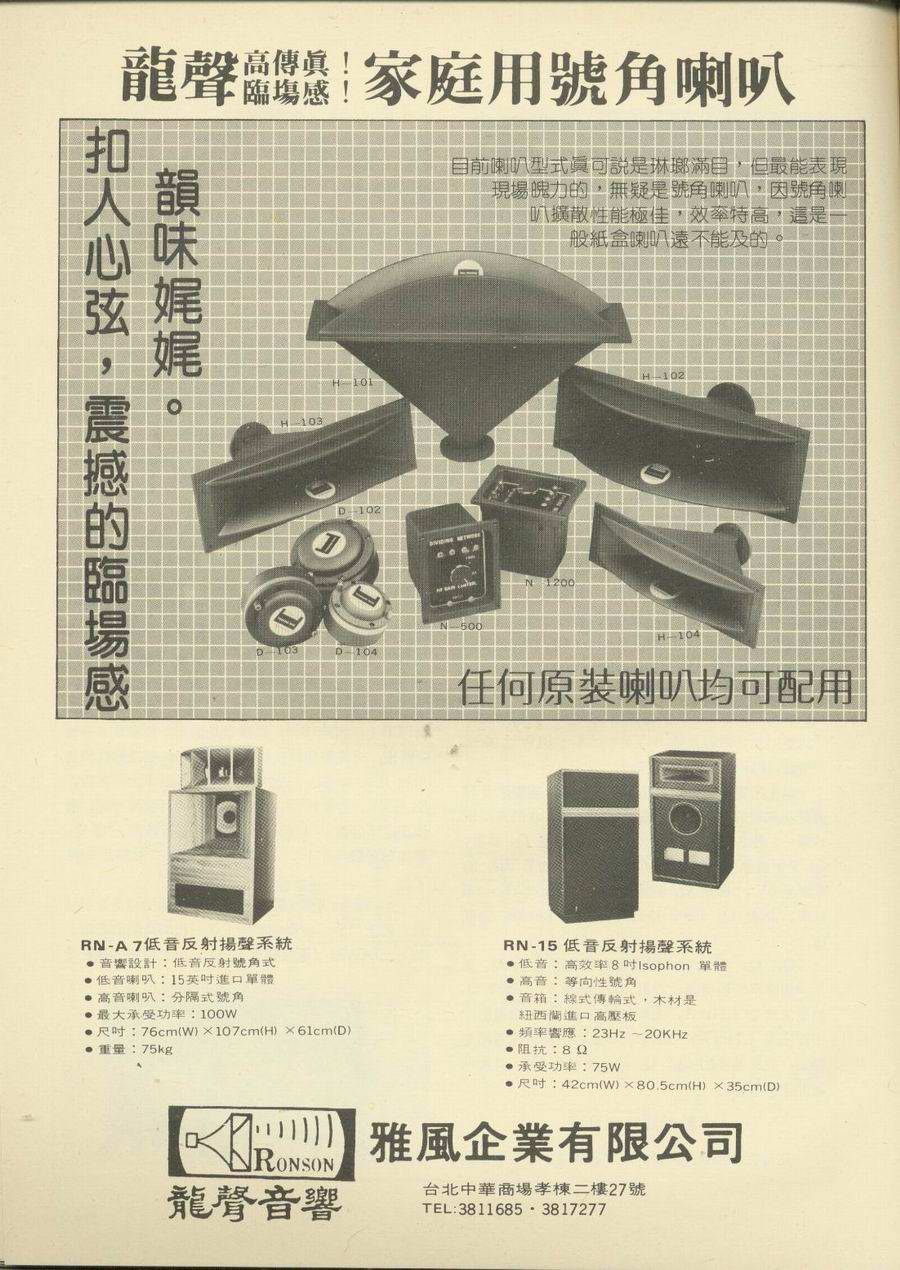 龍聲高傳眞!臨場感!家庭用號角喇叭
扣人心弦,震撼的臨場感
韻味娓娓。
目前喇叭型式眞可説是琳瑯滿目,但最能表現
現場魄力的,無疑是號角喇叭,因號角喇
叭擴散性能極佳,效率特高,這是一
般紙盒喇叭遠不能及的。
H—101
H—102
H—103
D—102
DIVIDING NETWORK
HF GAIN CONTROL
N—1200
N—500
H—104
D—103
D—104
任何原裝喇叭均可配用
RN-A 7低音反射揚聲系統
●音響設計:低音反射號角式
●低音喇叭:15英吋進口單體
●高音喇叭:分隔式號角
●最大承受功率:100W
●尺吋:76cm(W)×107cm(H)×61cm(D)
●重量:75kg
RN-15 低音反射揚聲系統
●低音:高效率8吋Isophon 單體
●高音:等向性號角
●音箱:線式傳輸式,木材是
紐西蘭進口高壓板
●頻率響應:23Hz ~20KHz
●阻抗:8 Ω
●承受功率:75W
●尺吋:42cm(W)×80.5cm(H)×35cm(D)
RONSON
龍聲音響
雅風企業有限公司
台北中華商場孝棟二樓27號
TEL:3811685・3817277